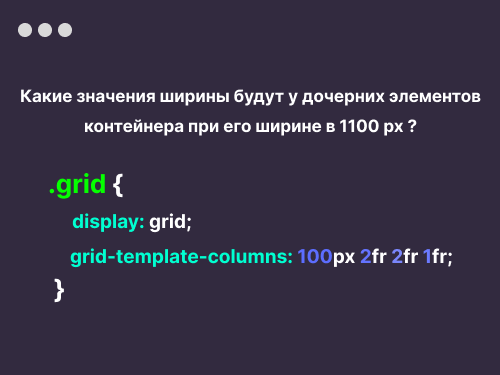 Какие значения ширины будут у дочерних элементов
контейнера при его ширине в 1100 px ?
.grid {
display: grid;
grid-template-columns: 100px 2fr 2fr 1fr;
}